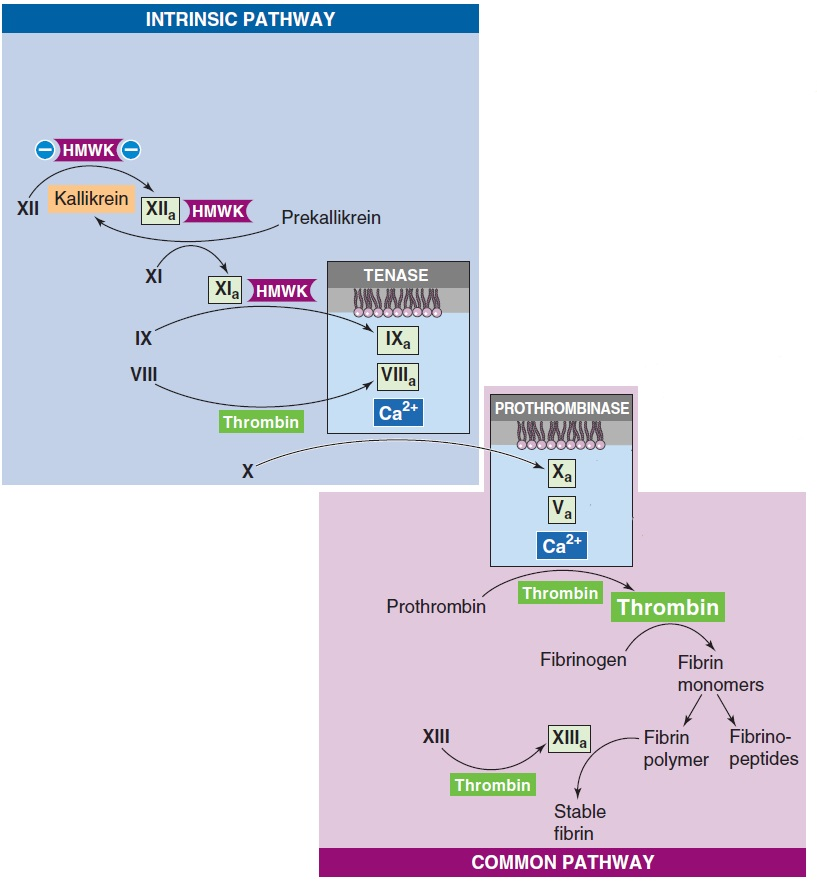 INTRINSIC PATHWAY
− HMWK −
XII
Kallikrein
XIIa
HMWK
Prekallikrein
XI
XIa
HMWK
TENASE
IX
IXa
VIII
VIIIa
Thrombin
Ca2+
PROTHROMBINASE
X
Xa
Va
Ca2+
Prothrombin
Thrombin
Thrombin
Fibrinogen
Fibrin
monomers
XIII
XIIIa
Fibrin
polymer
Fibrino-
peptides
Thrombin
Stable
fibrin
COMMON PATHWAY